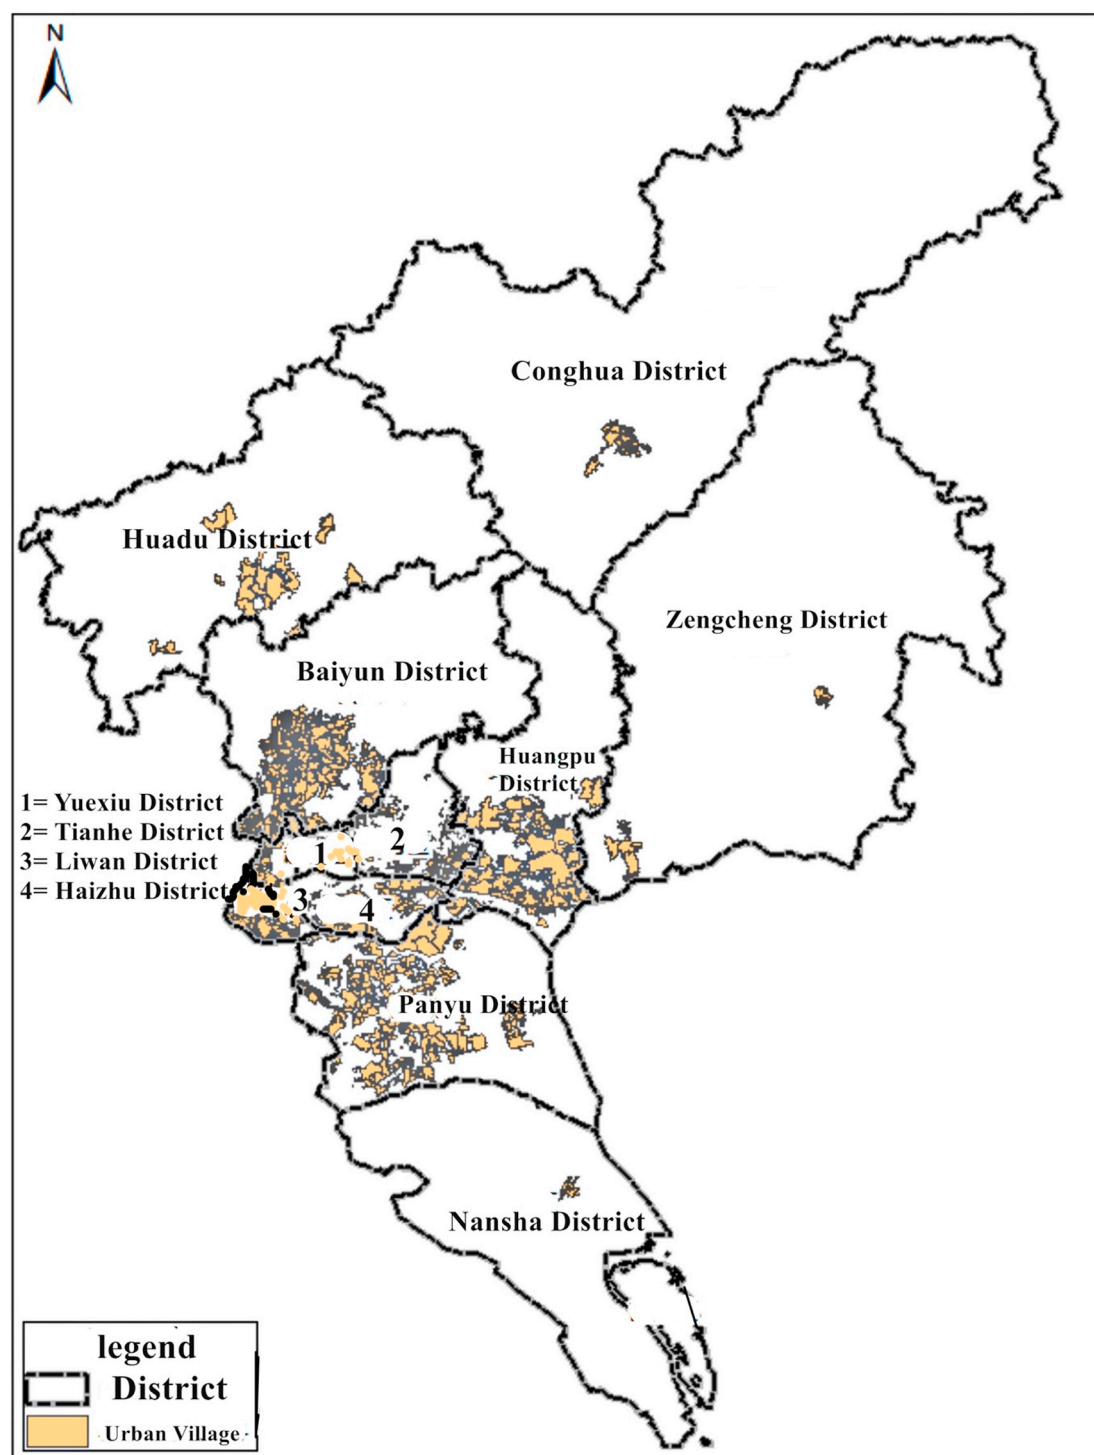 N
Conghua District
Huadu District
Zengcheng District
Baiyun District
Huangpu
District
1= Yuexiu District
2= Tianhe District
3= Liwan District
4= Haizhu District
2
1
3
4
Panyu District
Nansha District
legend
District
Urban Village